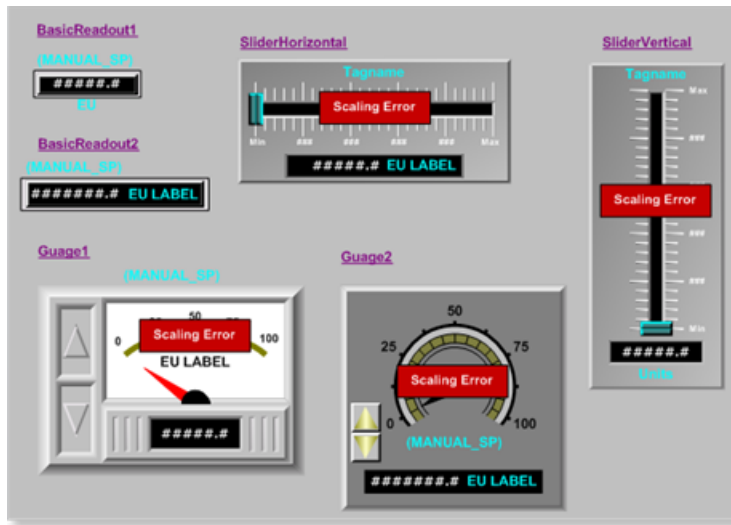 BasicReadout1
(MANUAL_SP)
#####.#
EU
BasicReadout2
(MANUAL_SP)
#######.# EU LABEL
SliderHorizontal
Tagname
Scaling Error
Min ### ### ### ### Max
#####.# EU LABEL
SliderVertical
Tagname
Max
###
Scaling Error
###
###
Min
#####.#
Units
Guage1
(MANUAL_SP)
50
0 Scaling Error 100
EU LABEL
#####.#
Guage2
50
25 75
Scaling Error
0 100
(MANUAL_SP)
#######.# EU LABEL